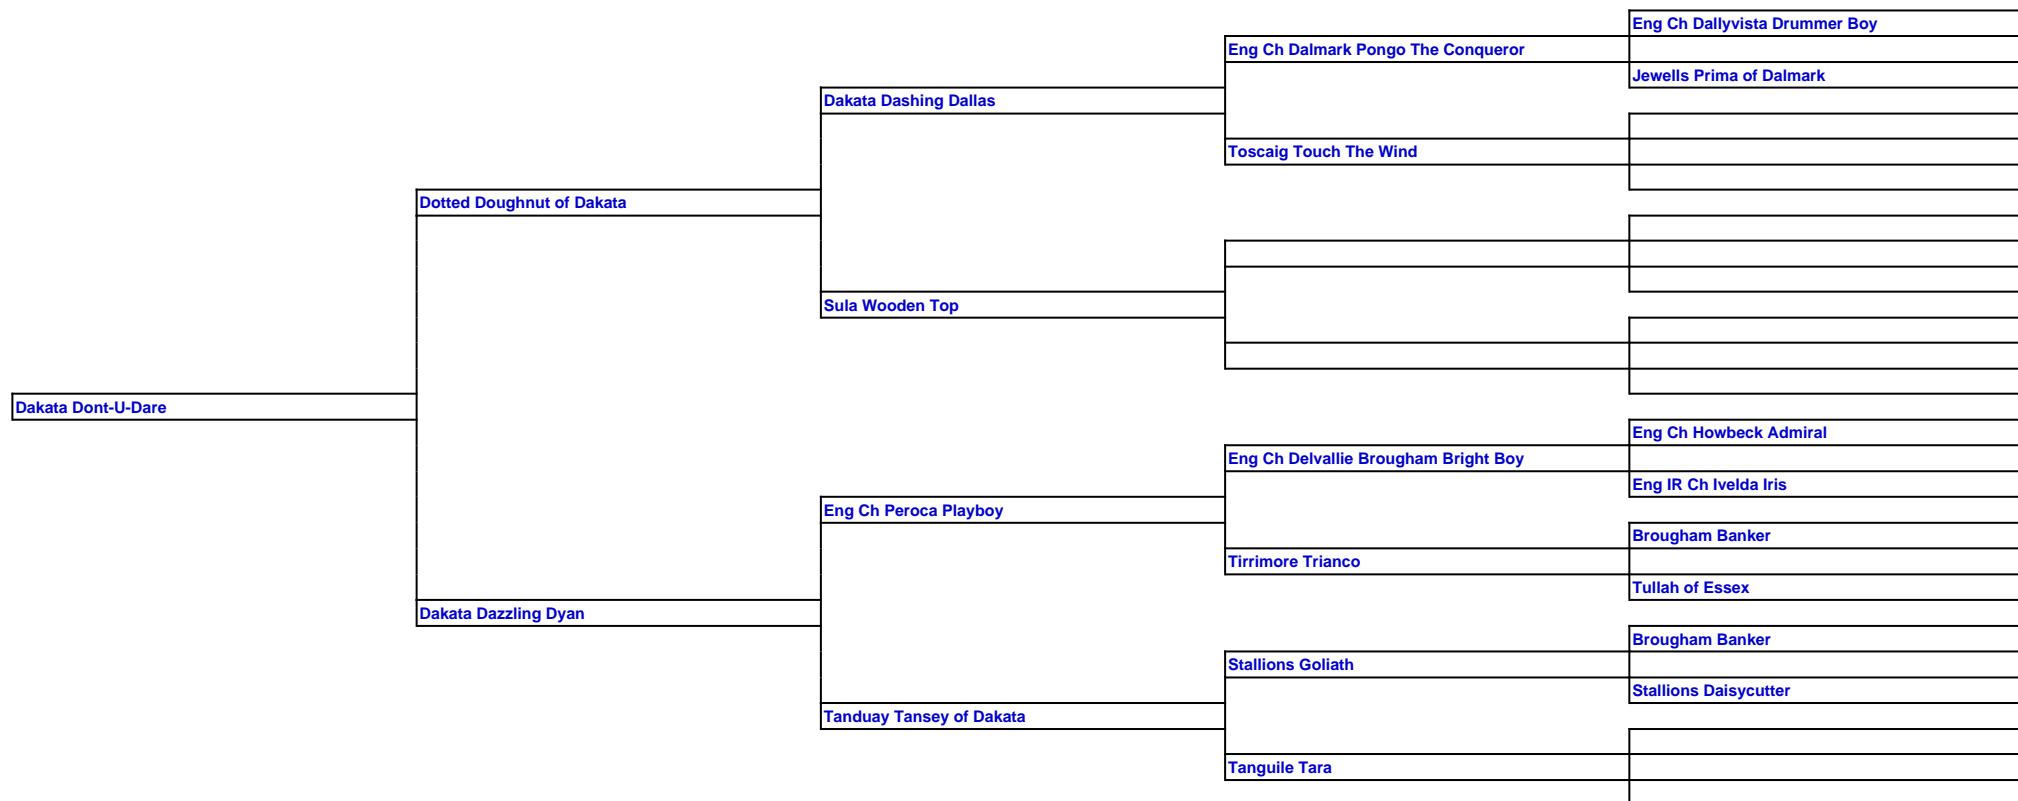 Eng Ch Dallyvista Drummer Boy
Eng Ch Dalmark Pongo The Conqueror
Jewells Prima of Dalmark
Dakata Dashing Dallas
Toscaig Touch The Wind
Dotted Doughnut of Dakata
Sula Wooden Top
Dakata Dont-U-Dare
Eng Ch Howbeck Admiral
Eng Ch Delvallie Brougham Bright Boy
Eng IR Ch Ivelda Iris
Eng Ch Peroca Playboy
Brougham Banker
Tirrimore Trianco
Tullah of Essex
Dakata Dazzling Dyan
Brougham Banker
Stallions Goliath
Stallions Daisycutter
Tanduay Tansey of Dakata
Tanguile Tara